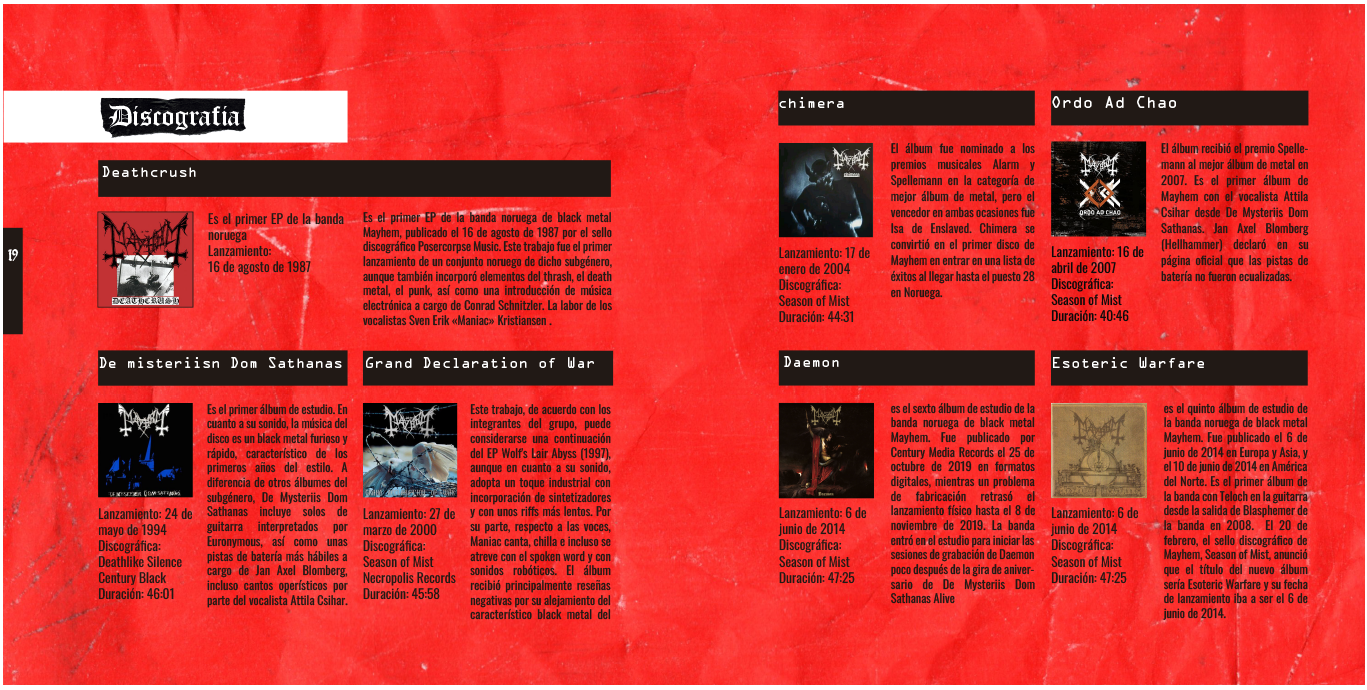 Discografía
19
Deathcrush
DEATHCRUSH
Es el primer EP de la banda
noruega
Lanzamiento:
16 de agosto de 1987
Es el primer EP de la banda noruega de black metal
Mayhem, publicado el 16 de agosto de 1987 por el sello
discográfico Posercorpse Music. Este trabajo fue el primer
lanzamiento de un conjunto noruego de dicho subgénero,
aunque también incorporó elementos del thrash, el death
metal, el punk, así como una introducción de música
electrónica a cargo de Conrad Schnitzler. La labor de los
vocalistas Sven Erik «Maniac» Kristiansen .
De misteriisn Dom Sathanas
MAYHEM
DE MYSTERIIS DOM SATHANAS
Lanzamiento: 24 de
mayo de 1994
Discográfica:
Deathlike Silence
Century Black
Duración: 46:01
Es el primer álbum de estudio. En
cuanto a su sonido, la música del
disco es un black metal furioso y
rápido, característico de los
primeros años del estilo. A
diferencia de otros álbumes del
subgénero, De Mysteriis Dom
Sathanas incluye solos de
guitarra interpretados por
Euronymous, así como unas
pistas de batería más hábiles a
cargo de Jan Axel Blomberg,
incluso cantos operísticos por
parte del vocalista Attila Csihar.
Grand Declaration of War
MAYHEM
Lanzamiento: 27 de
marzo de 2000
Discográfica:
Season of Mist
Necropolis Records
Duración: 45:58
Este trabajo, de acuerdo con los
integrantes del grupo, puede
considerarse una continuación
del EP Wolf's Lair Abyss (1997),
aunque en cuanto a su sonido,
adopta un toque industrial con
incorporación de sintetizadores
y con unos riffs más lentos. Por
su parte, respecto a las voces,
Maniac canta, chilla e incluso se
atreve con el spoken word y con
sonidos robóticos. El álbum
recibió principalmente reseñas
negativas por su alejamiento del
característico black metal del
chimera
MAYHEM
Lanzamiento: 17 de
enero de 2004
Discográfica:
Season of Mist
Duración: 44:31
El álbum fue nominado a los
premios musicales Alarm y
Spellemann en la categoría de
mejor álbum de metal, pero el
vencedor en ambas ocasiones fue
Isa de Enslaved. Chimera se
convirtió en el primer disco de
Mayhem en entrar en una lista de
éxitos al llegar hasta el puesto 28
en Noruega.
Ordo Ad Chao
MAYHEM
ORDO AD CHAO
Lanzamiento: 16 de
abril de 2007
Discográfica:
Season of Mist
Duración: 40:46
El álbum recibió el premio Spelle-
mann al mejor álbum de metal en
2007. Es el primer álbum de
Mayhem con el vocalista Attila
Csihar desde De Mysteriis Dom
Sathanas. Jan Axel Blomberg
(Hellhammer) declaró en su
página oficial que las pistas de
batería no fueron ecualizadas.
Daemon
MAYHEM
Daemon
Lanzamiento: 6 de
junio de 2014
Discográfica:
Season of Mist
Duración: 47:25
es el sexto álbum de estudio de la
banda noruega de black metal
Mayhem. Fue publicado por
Century Media Records el 25 de
octubre de 2019 en formatos
digitales, mientras un problema
de fabricación retrasó el
lanzamiento físico hasta el 8 de
noviembre de 2019. La banda
entró en el estudio para iniciar las
sesiones de grabación de Daemon
poco después de la gira de aniver-
sario de De Mysteriis Dom
Sathanas Alive
Esoteric Warfare
MAYHEM
Lanzamiento: 6 de
junio de 2014
Discográfica:
Season of Mist
Duración: 47:25
es el quinto álbum de estudio de
la banda noruega de black metal
Mayhem. Fue publicado el 6 de
junio de 2014 en Europa y Asia, y
el 10 de junio de 2014 en América
del Norte. Es el primer álbum de
la banda con Teloch en la guitarra
desde la salida de Blasphemer de
la banda en 2008. El 20 de
febrero, el sello discográfico de
Mayhem, Season of Mist, anunció
que el título del nuevo álbum
sería Esoteric Warfare y su fecha
de lanzamiento iba a ser el 6 de
junio de 2014.